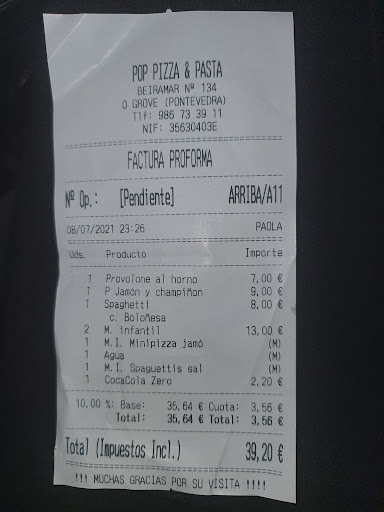 POP PIZZA & PASTA
BEIRAMAR Nº 134
O GROVE (PONTEVEDRA)
Tlf: 986 73 39 11
NIF: 35630403E
FACTURA PROFORMA
Nº Op.: [Pendiente] ARRIBA/A11
08/07/2021 23:26 PAOLA
Uds. Producto Importe
1 Provolone al horno 7,00 €
1 P Jamón y champiñon 9,00 €
1 Spaghetti 8,00 €
c. Boloñesa
2 M. infantil 13,00 €
1 M.I. Minipizza jamó (M)
1 Agua (M)
1 M.I. Spaguettis sal (M)
1 CocaCola Zero 2,20 €
10,00 %: Base: 35,64 € Cuota: 3,56 €
Total: 35,64 € Total: 3,56 €
Total (Impuestos Incl.) 39,20 €
!!! MUCHAS GRACIAS POR SU VISITA !!!!